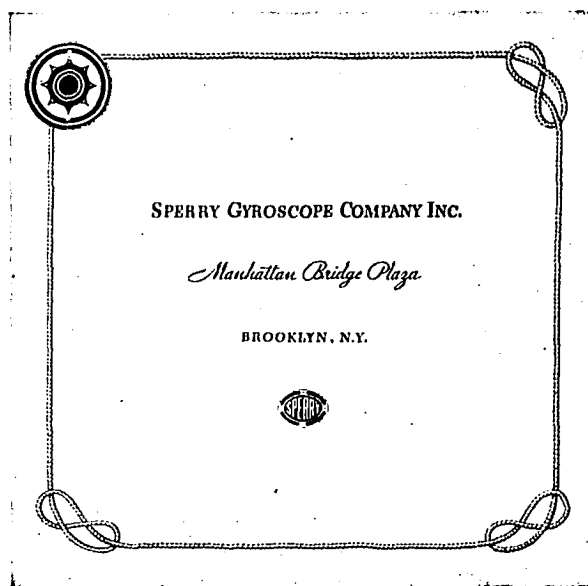 SPERRY GYROSCOPE COMPANY INC.
Manhattan Bridge Plaza
BROOKLYN, N.Y.
SPERRY